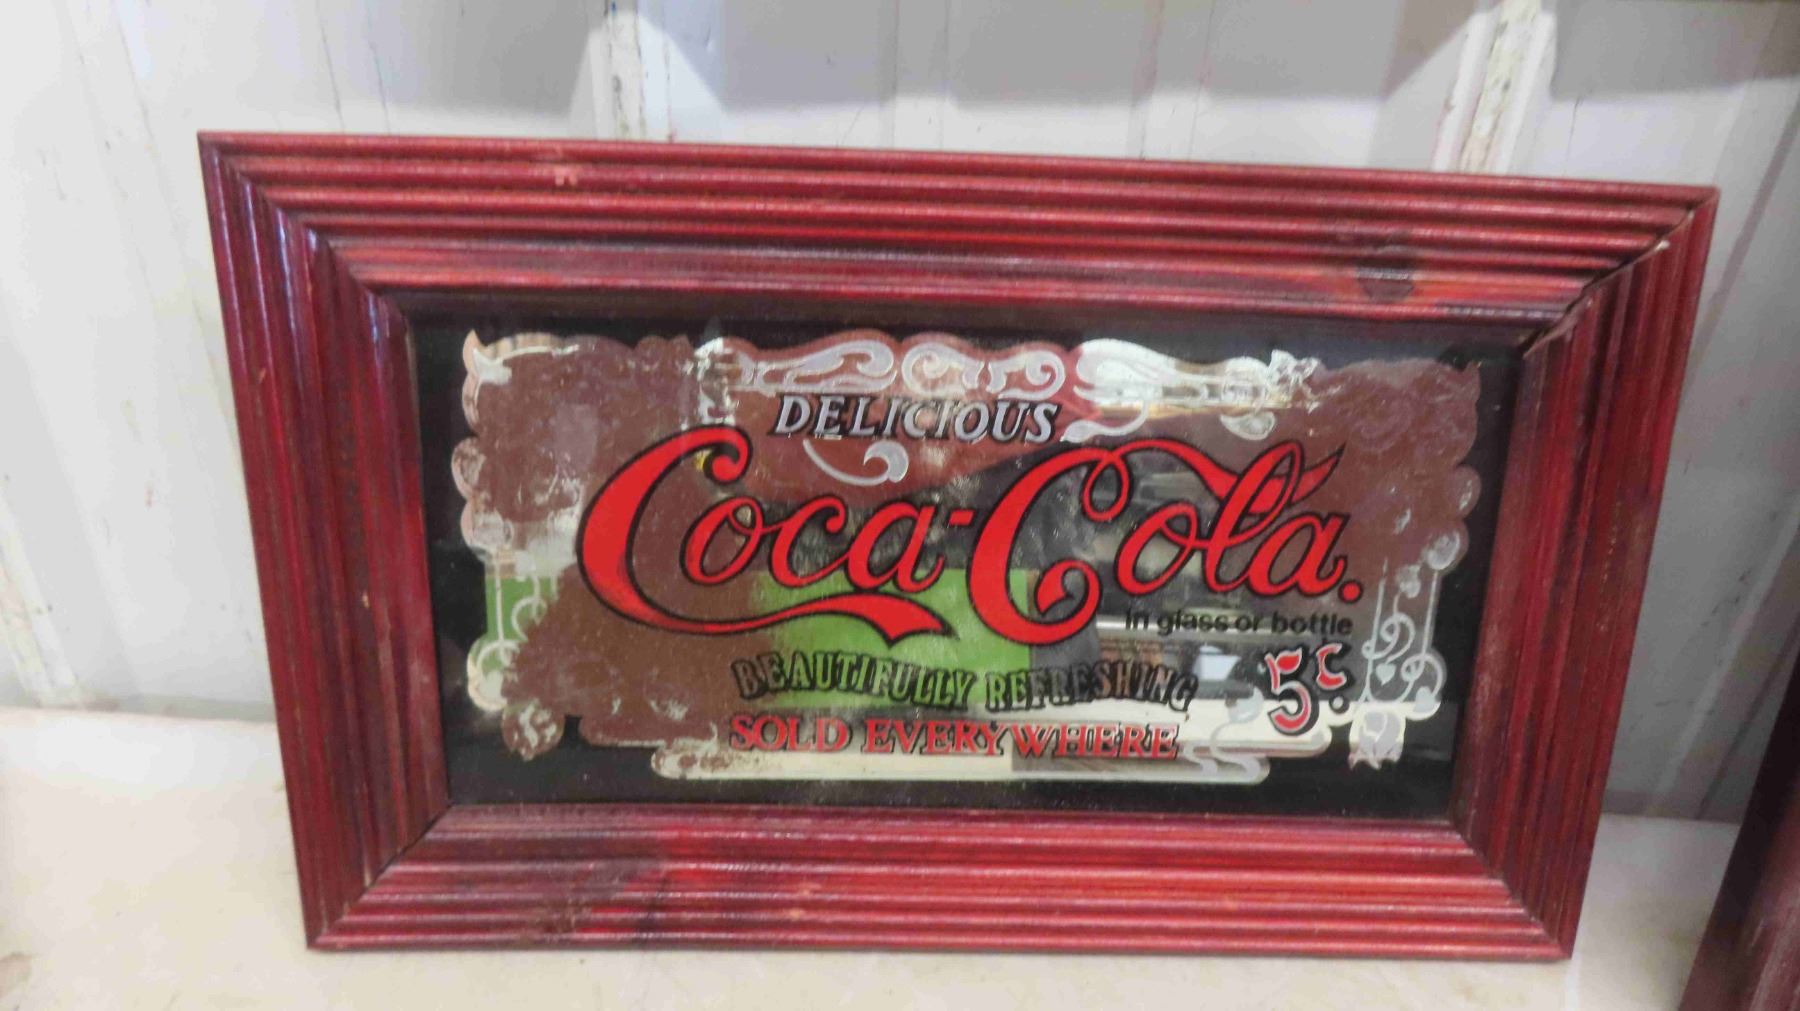 DELICIOUS
Coca-Cola.
in glass or bottle
5¢
BEAUTIFULLY REFRESHING
SOLD EVERYWHERE